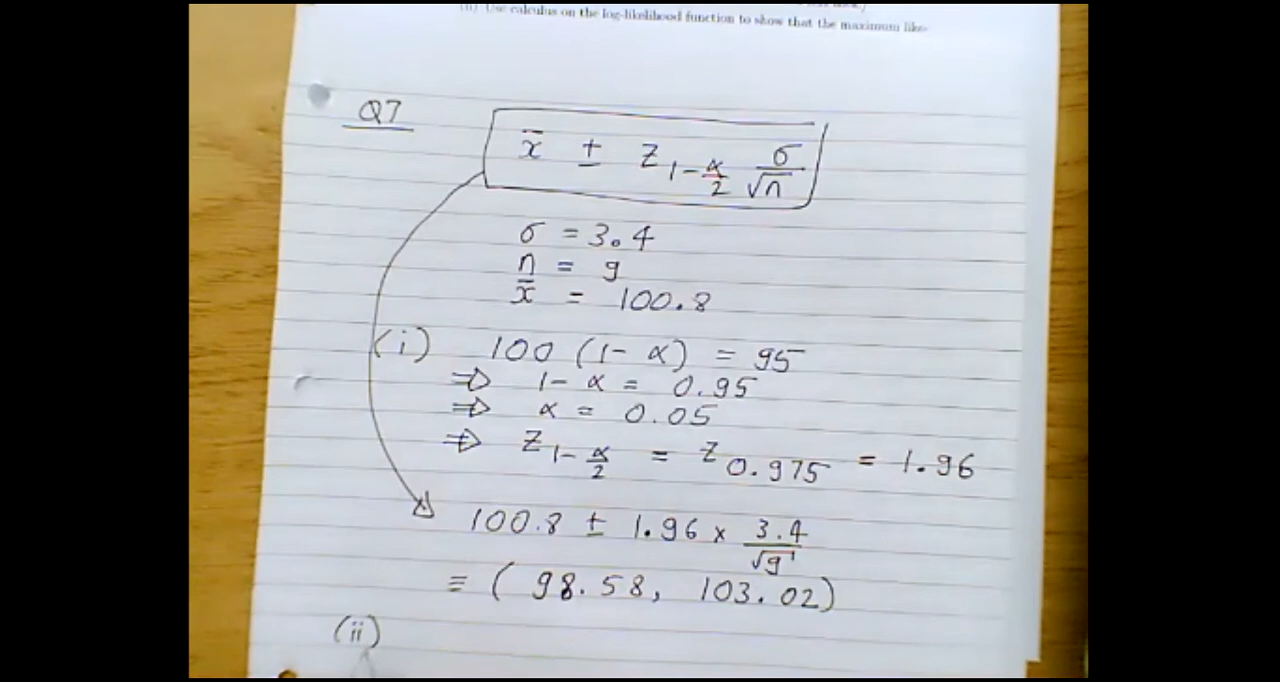 (ii) Use calculus on the log-likelihood function to show that the maximum like-
Q7
x̄ ± z_{1-α/2} σ/√n
σ = 3.4
n = 9
x̄ = 100.8
(i) 100 (1- α) = 95
⇒ 1- α = 0.95
⇒ α = 0.05
⇒ z_{1-α/2} = z_{0.975} = 1.96
100.8 ± 1.96 × 3.4/√9
= ( 98.58, 103.02)
(ii)